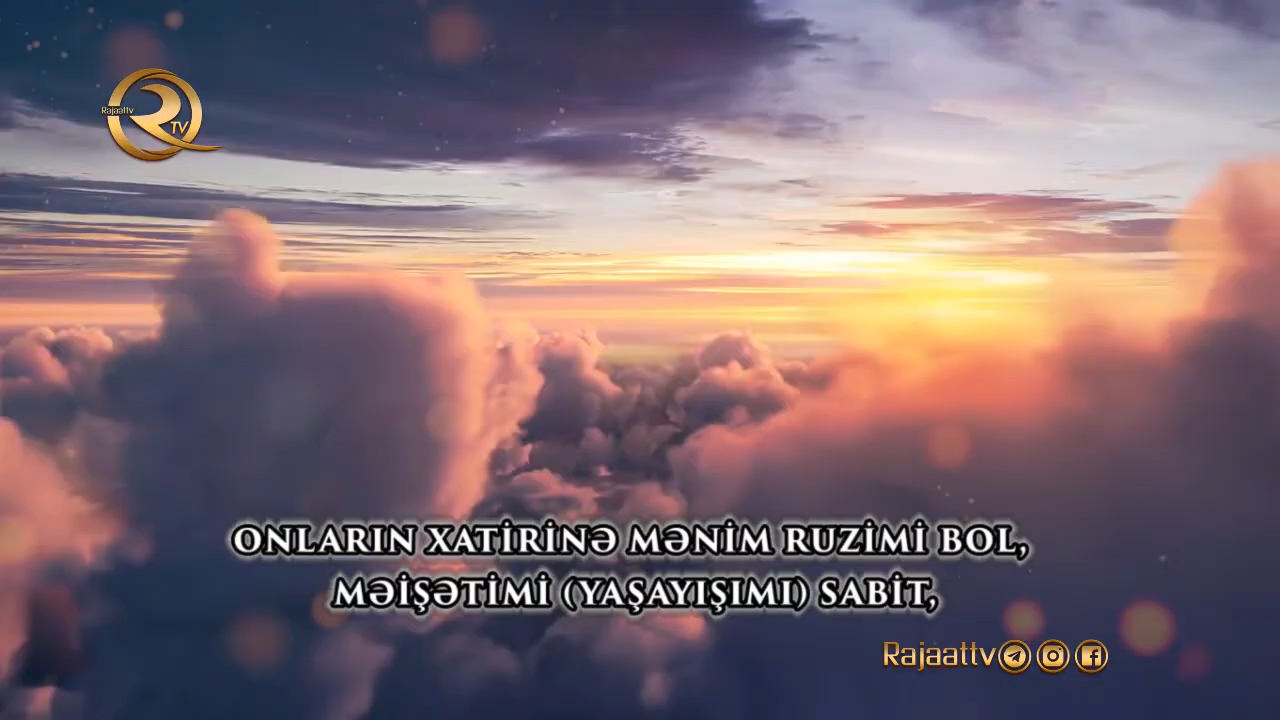 Rajaattv
TV
ONLARIN XATİRİNƏ MƏNİM RUZİMİ BOL,
MƏİŞƏTİMİ (YAŞAYIŞIMI) SABİT,
Rajaattv